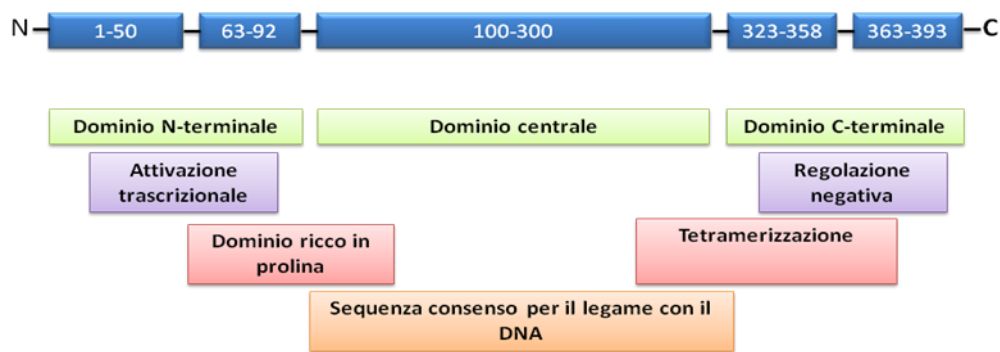 N 1-50 63-92 100-300 323-358 363-393 C
Dominio N-terminale Dominio centrale Dominio C-terminale
Attivazione
trascrizionale
Regolazione
negativa
Dominio ricco in
prolina
Tetramerizzazione
Sequenza consenso per il legame con il
DNA